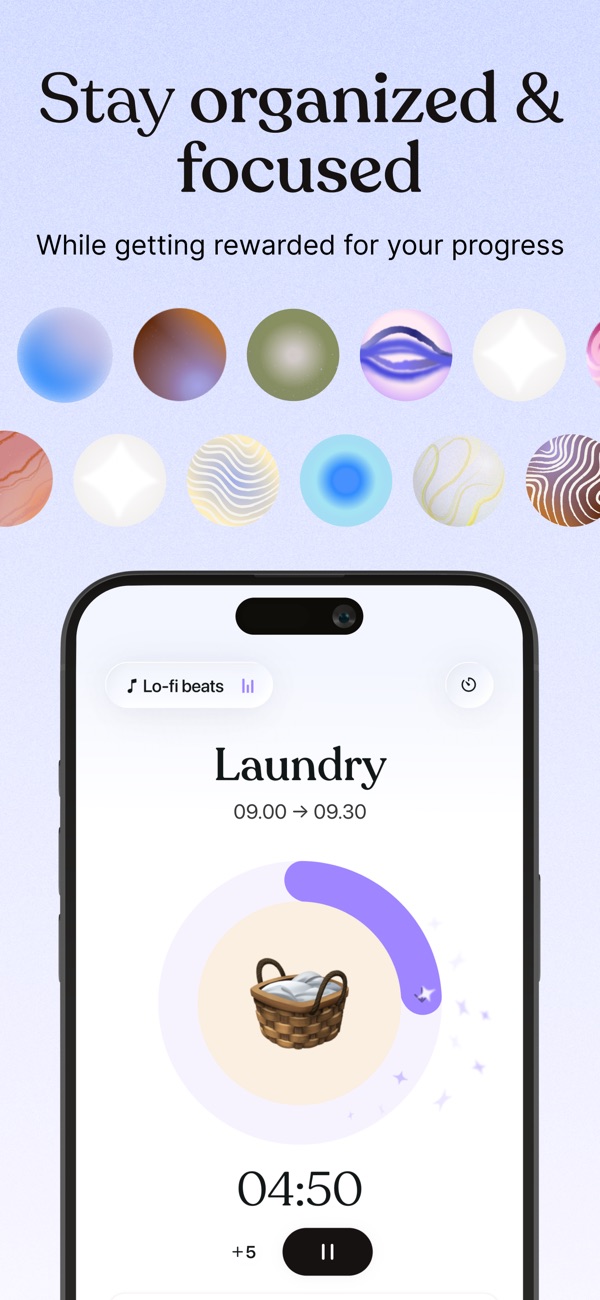 Stay organized &
focused
While getting rewarded for your progress
Lo-fi beats
Laundry
09.00 → 09.30
04:50
+5